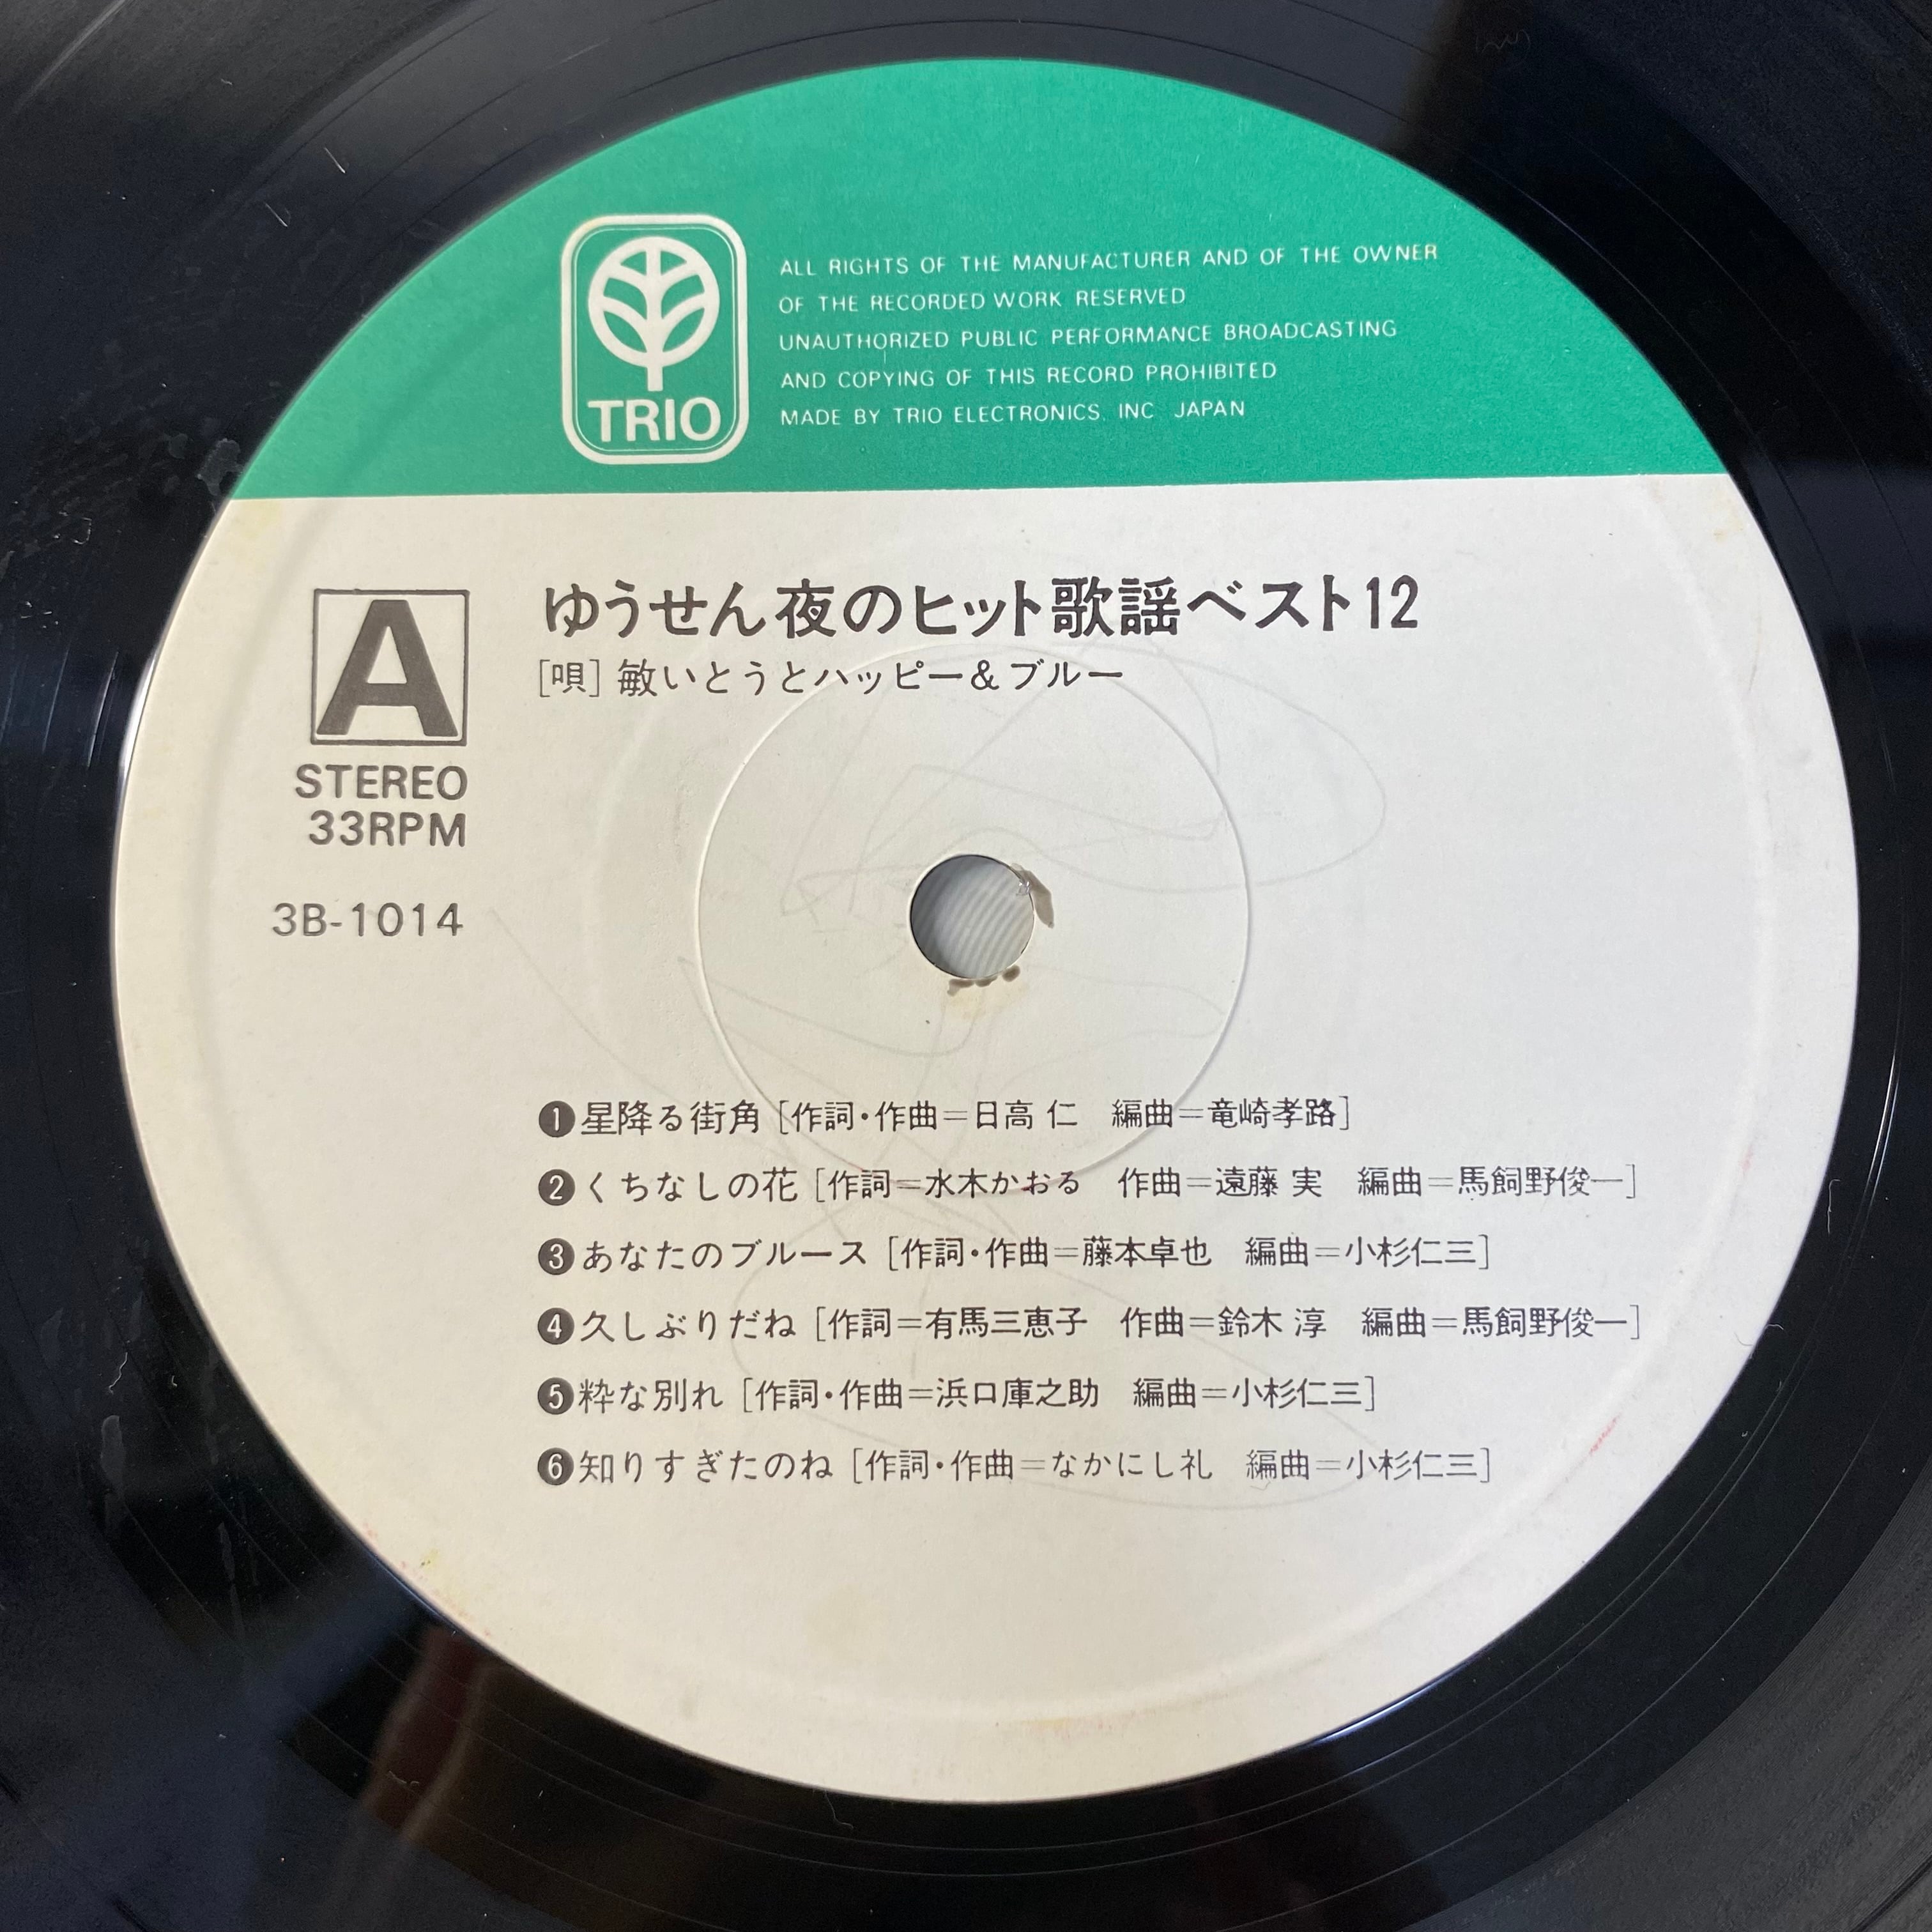 TRIO
ALL RIGHTS OF THE MANUFACTURER AND OF THE OWNER
OF THE RECORDED WORK RESERVED
UNAUTHORIZED PUBLIC PERFORMANCE BROADCASTING
AND COPYING OF THIS RECORD PROHIBITED
MADE BY TRIO ELECTRONICS, INC JAPAN
A
STEREO
33RPM
3B-1014
ゆうせん夜のヒット歌謡ベスト12
[唄] 敏いとうとハッピー&ブルー
❶星降る街角 [作詞・作曲=日高 仁　編曲=竜崎孝路]
❷くちなしの花 [作詞=水木かおる　作曲=遠藤 実　編曲=馬飼野俊一]
❸あなたのブルース [作詞・作曲=藤本卓也　編曲=小杉仁三]
❹久しぶりだね [作詞=有馬三恵子　作曲=鈴木 淳　編曲=馬飼野俊一]
❺粋な別れ [作詞・作曲=浜口庫之助　編曲=小杉仁三]
❻知りすぎたのね [作詞・作曲=なかにし礼　編曲=小杉仁三]